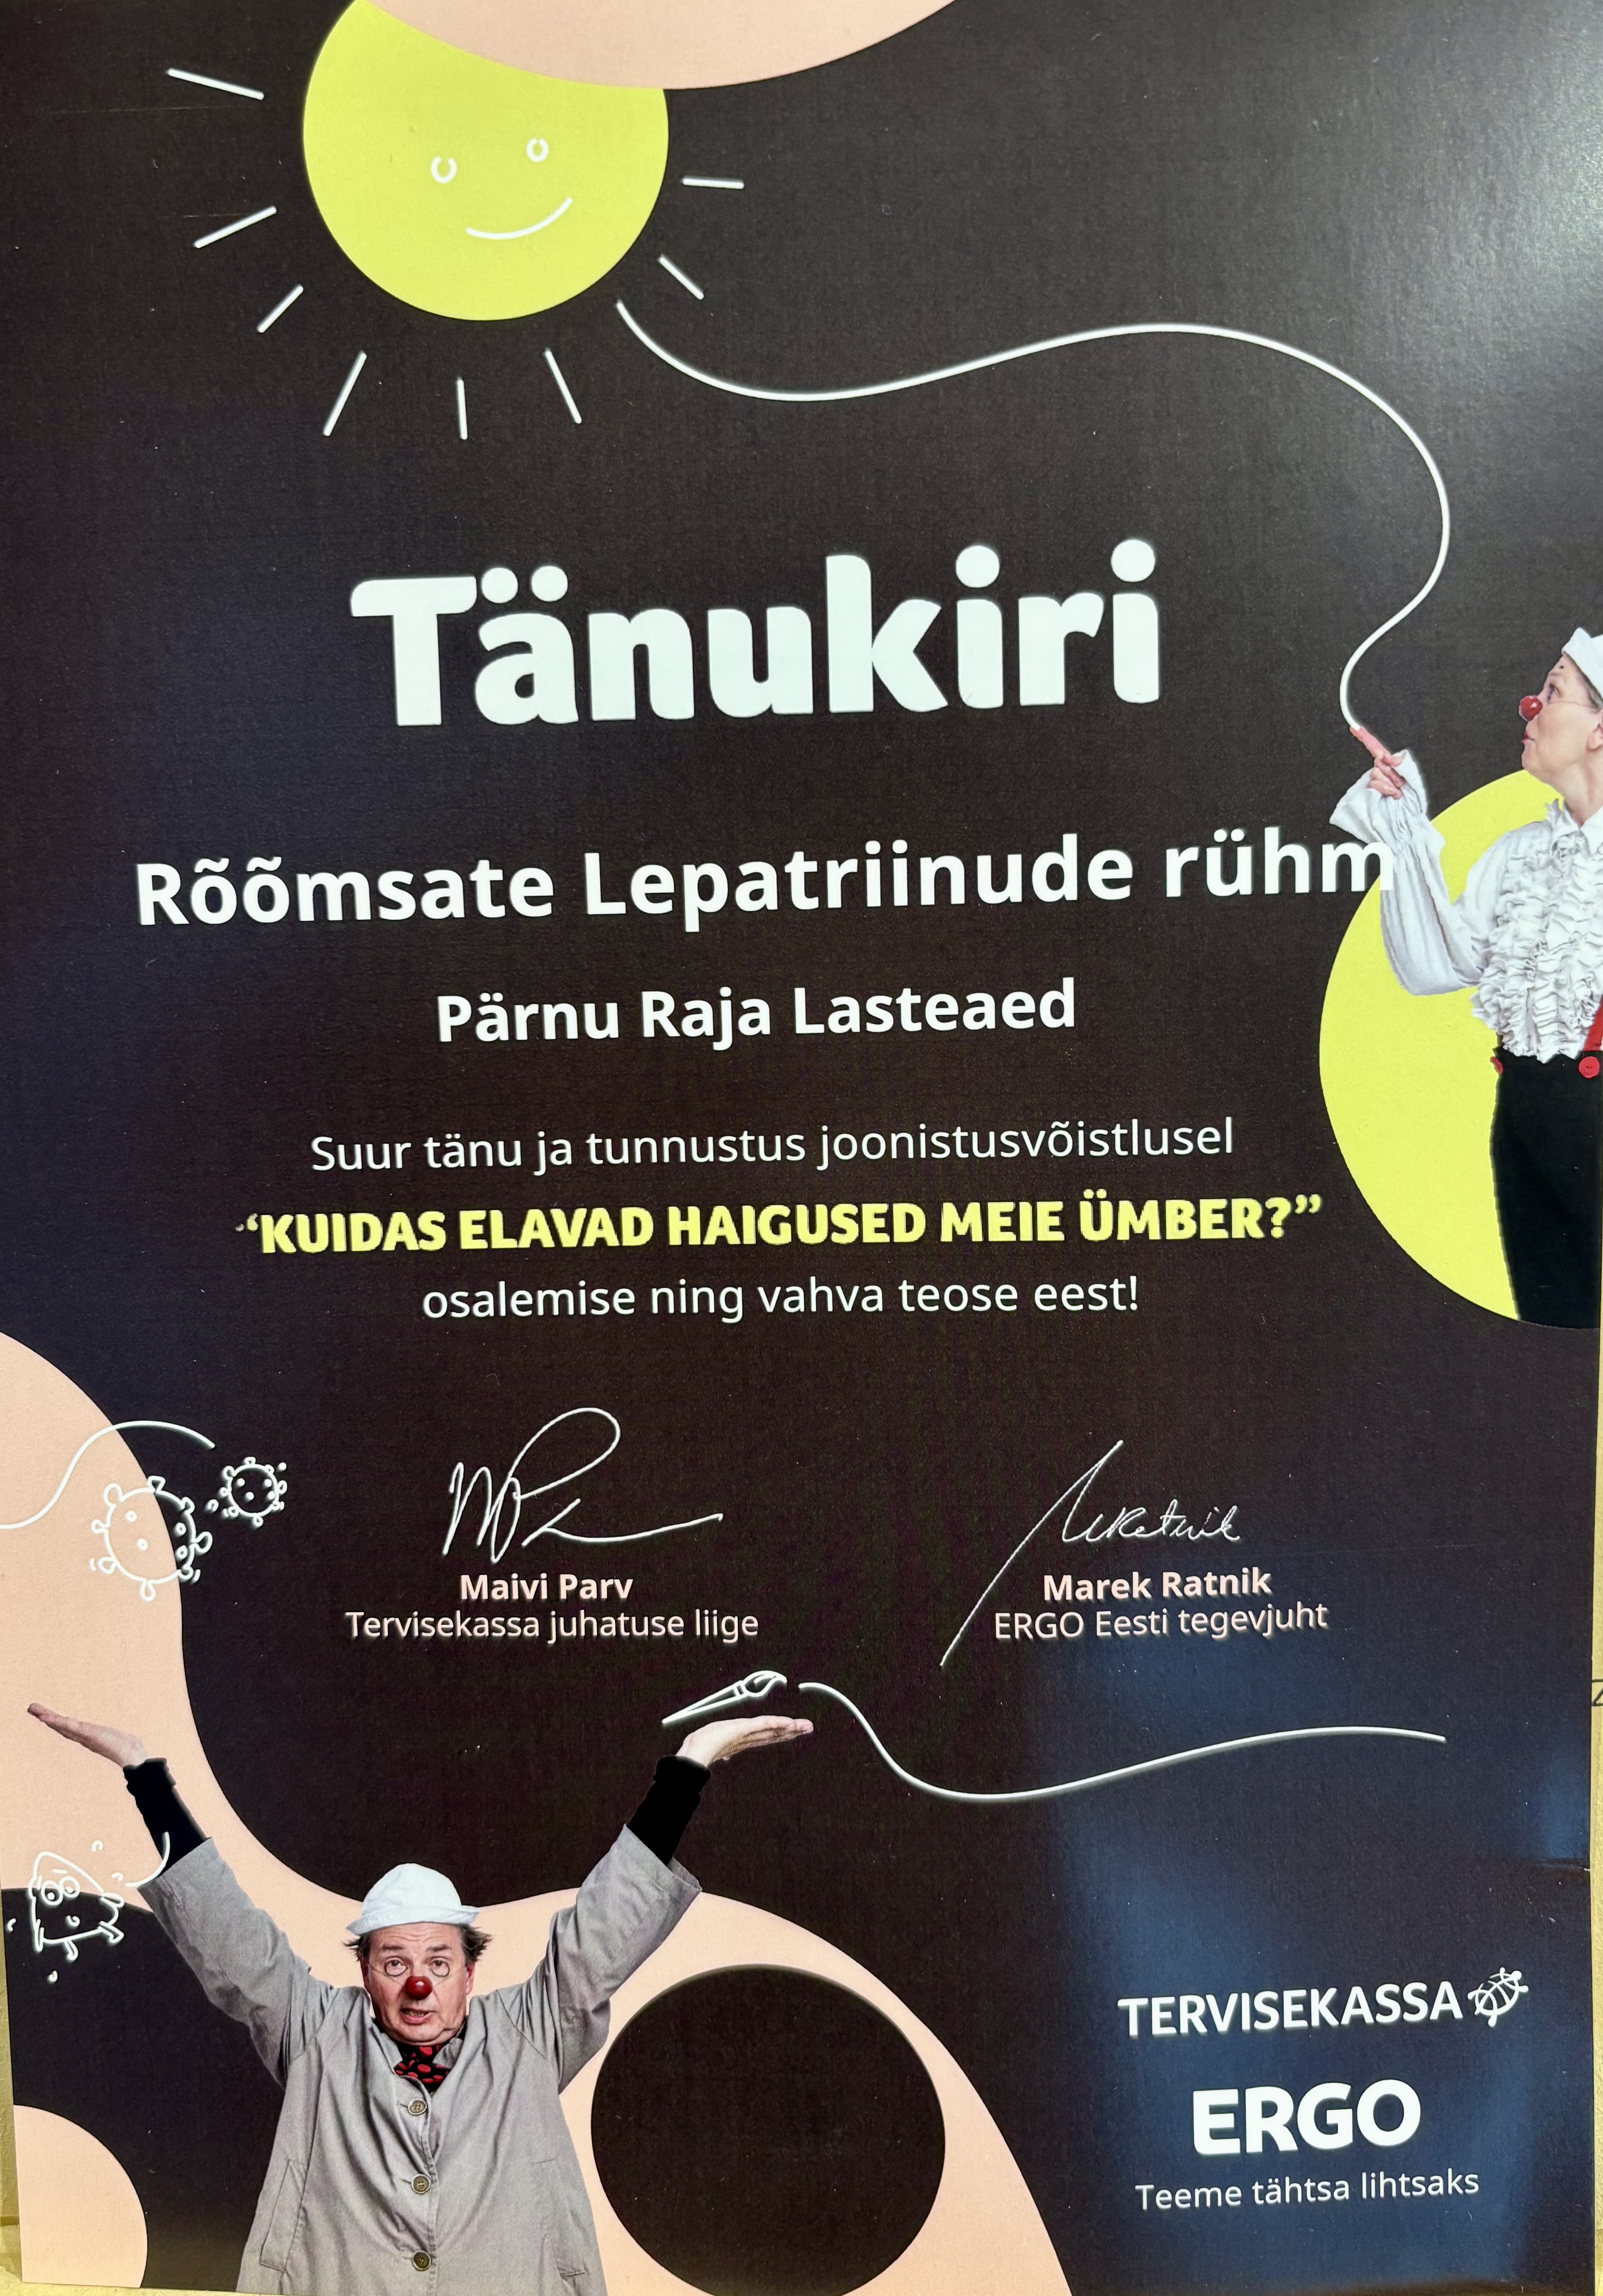 Tänukiri
Rõõmsate Lepatriinude rühm
Pärnu Raja Lasteaed
Suur tänu ja tunnustus joonistusvõistlusel
“KUIDAS ELAVAD HAIGUSED MEIE ÜMBER?”
osalemise ning vahva teose eest!
Maivi Parv
Tervisekassa juhatuse liige
Marek Ratnik
ERGO Eesti tegevjuht
TERVISEKASSA
ERGO
Teeme tähtsa lihtsaks